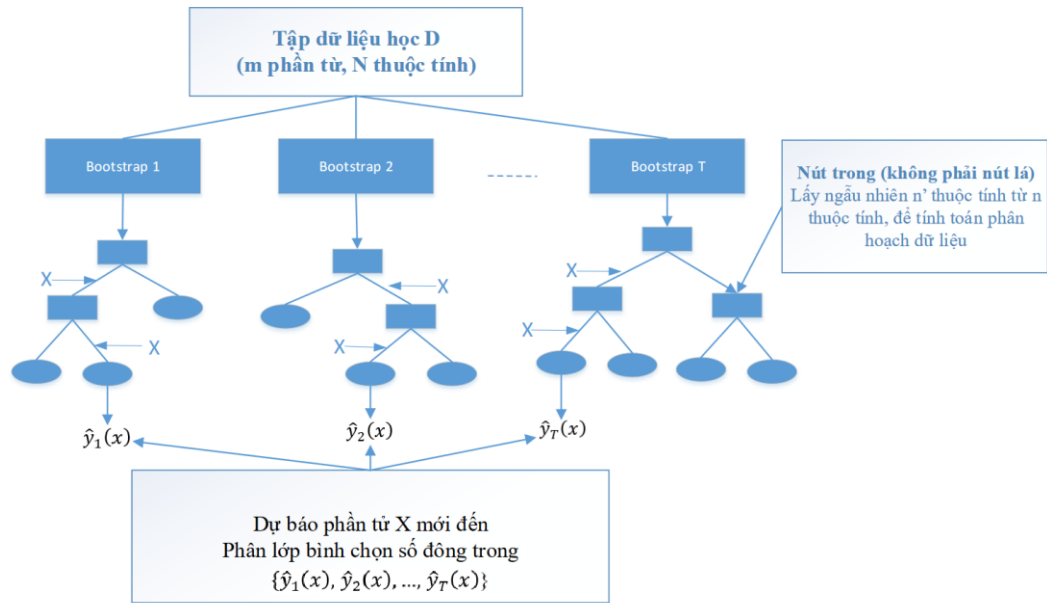 Tập dữ liệu học D
(m phần từ, N thuộc tính)
Bootstrap 1
Bootstrap 2
Bootstrap T
Nút trong (không phải nút lá)
Lấy ngẫu nhiên n’ thuộc tính từ n
thuộc tính, để tính toán phân
hoạch dữ liệu
X
X
X
X
X
X
ŷ₁(x)
ŷ₂(x)
ŷ_T(x)
Dự báo phần tử X mới đến
Phân lớp bình chọn số đông trong
{ŷ₁(x), ŷ₂(x), ..., ŷ_T(x)}